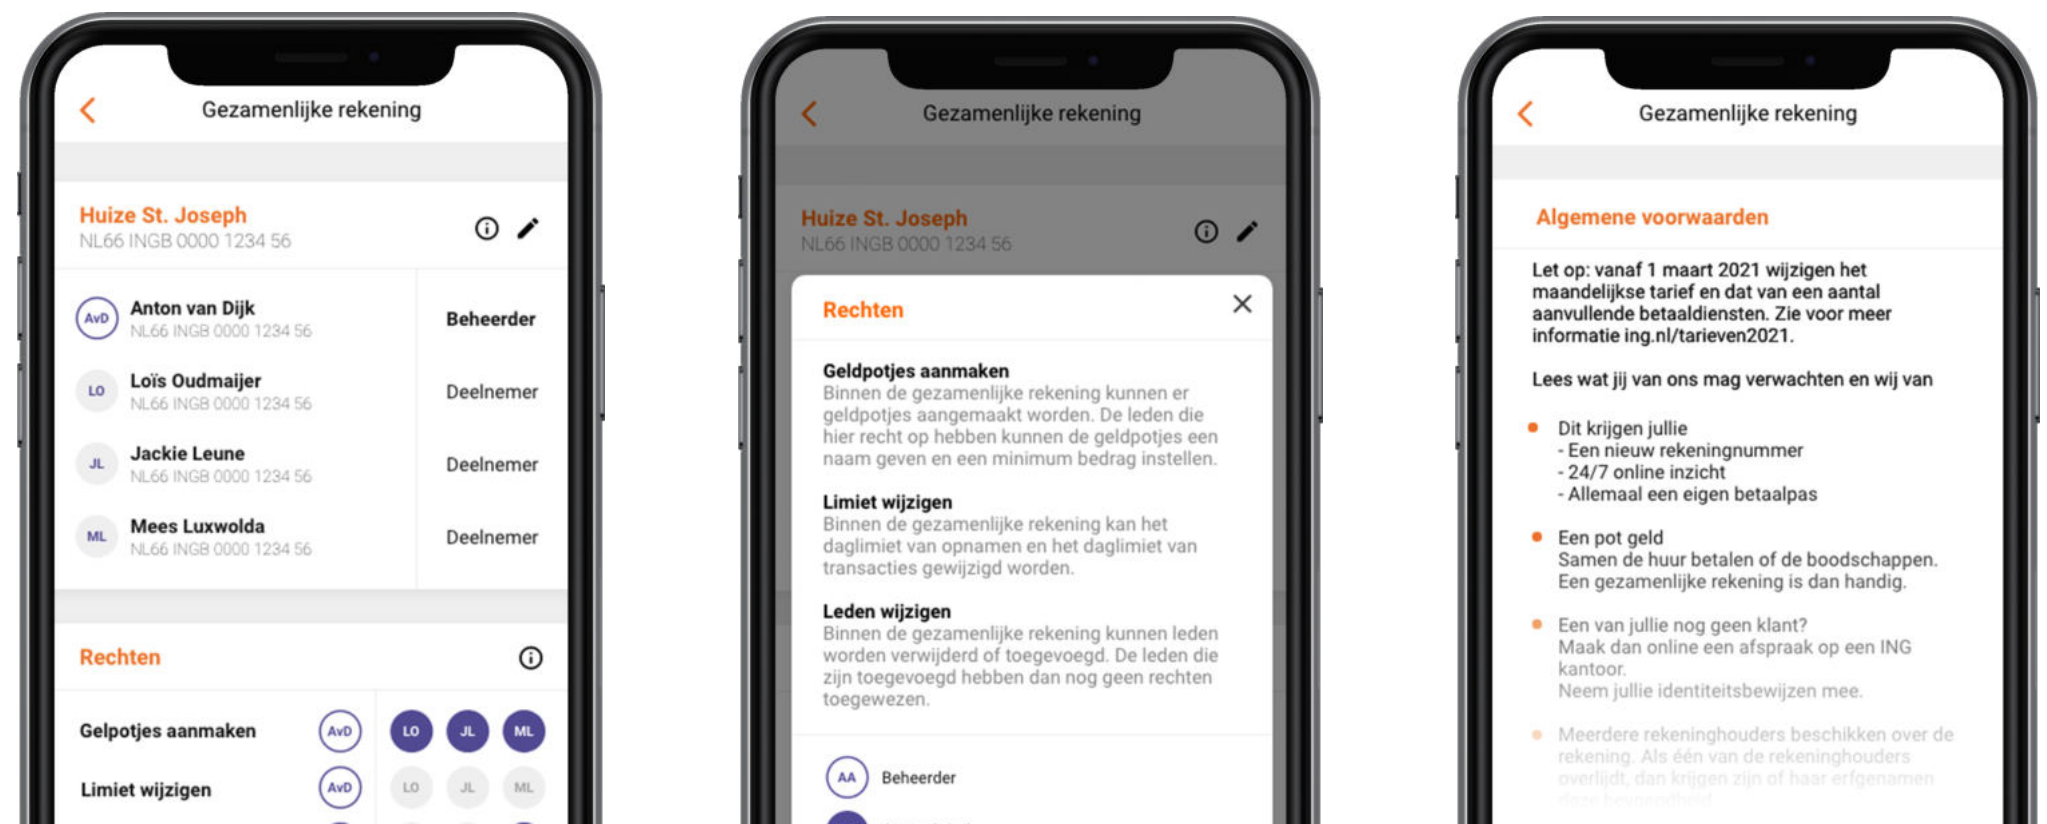 Gezamenlijke rekening
Huize St. Joseph
NL66 INGB 0000 1234 56
AvD
Anton van Dijk
NL66 INGB 0000 1234 56
Beheerder
LO
Loïs Oudmaijer
NL66 INGB 0000 1234 56
Deelnemer
JL
Jackie Leune
NL66 INGB 0000 1234 56
Deelnemer
ML
Mees Luxwolda
NL66 INGB 0000 1234 56
Deelnemer
Rechten
Gelpotjes aanmaken
AvD
LO
JL
ML
Limiet wijzigen
AvD
LO
JL
ML
Gezamenlijke rekening
Huize St. Joseph
NL66 INGB 0000 1234 56
Rechten
Geldpotjes aanmaken
Binnen de gezamenlijke rekening kunnen er
geldpotjes aangemaakt worden. De leden die
hier recht op hebben kunnen de geldpotjes een
naam geven en een minimum bedrag instellen.
Limiet wijzigen
Binnen de gezamenlijke rekening kan het
daglimiet van opnamen en het daglimiet van
transacties gewijzigd worden.
Leden wijzigen
Binnen de gezamenlijke rekening kunnen leden
worden verwijderd of toegevoegd. De leden die
zijn toegevoegd hebben dan nog geen rechten
toegewezen.
AA
Beheerder
Gezamenlijke rekening
Algemene voorwaarden
Let op: vanaf 1 maart 2021 wijzigen het
maandelijkse tarief en dat van een aantal
aanvullende betaaldiensten. Zie voor meer
informatie ing.nl/tarieven2021.
Lees wat jij van ons mag verwachten en wij van
Dit krijgen jullie
- Een nieuw rekeningnummer
- 24/7 online inzicht
- Allemaal een eigen betaalpas
Een pot geld
Samen de huur betalen of de boodschappen.
Een gezamenlijke rekening is dan handig.
Een van jullie nog geen klant?
Maak dan online een afspraak op een ING
kantoor.
Neem jullie identiteitsbewijzen mee.
Meerdere rekeninghouders beschikken over de
rekening. Als één van de rekeninghouders
overlijdt, dan krijgen zijn of haar erfgenamen
deze bevoegdheid